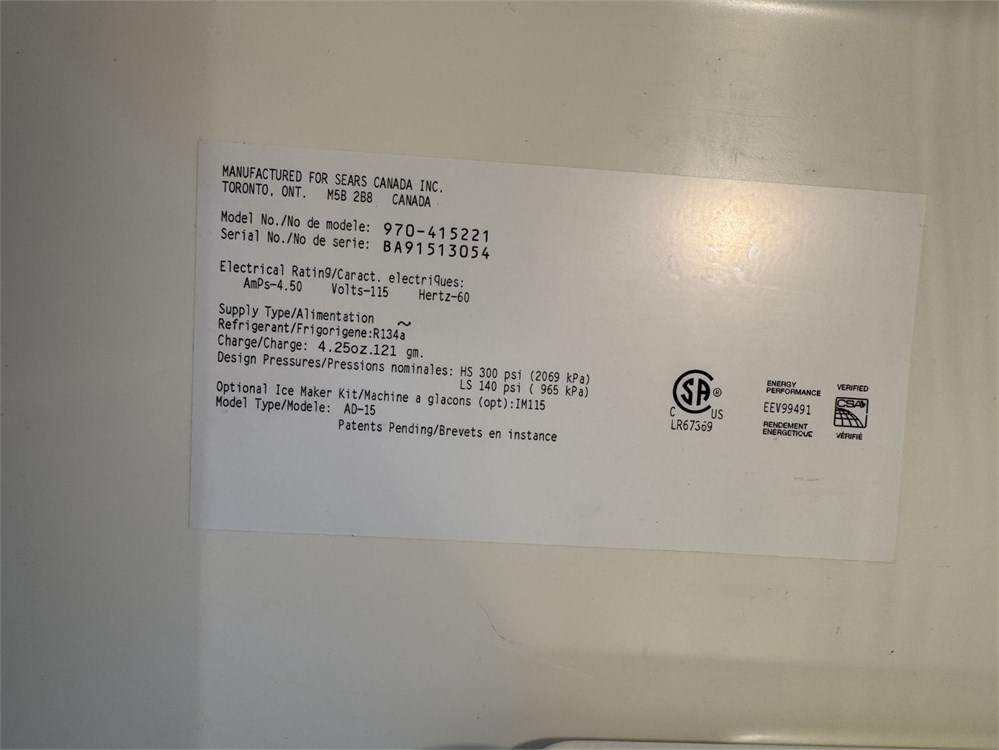 MANUFACTURED FOR SEARS CANADA INC.
TORONTO, ONT. M5B 2B8 CANADA
Model No./No de modele: 970-415221
Serial No./No de serie: BA91513054
Electrical Rating/Caract. electriques:
AmPs-4.50 Volts-115 Hertz-60
Supply Type/Alimentation ~
Refrigerant/Frigorigene:R134a
Charge/Charge: 4.25oz.121 gm.
Design Pressures/Pressions nominales: HS 300 psi (2069 kPa)
LS 140 psi ( 965 kPa)
Optional Ice Maker Kit/Machine a glacons (opt):IM115
Model Type/Modele: AD-15
Patents Pending/Brevets en instance
CSA ®
C US
LR67369
ENERGY
PERFORMANCE
EEV99491
RENDEMENT
ENERGETIQUE
VERIFIED
CSA
VÉRIFIÉ